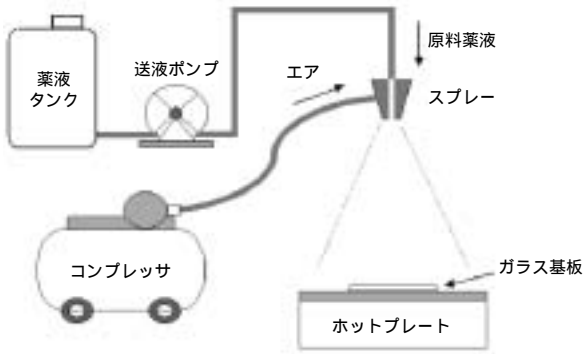 薬液
タンク
送液ポンプ
エア
原料薬液
スプレー
コンプレッサ
ガラス基板
ホットプレート